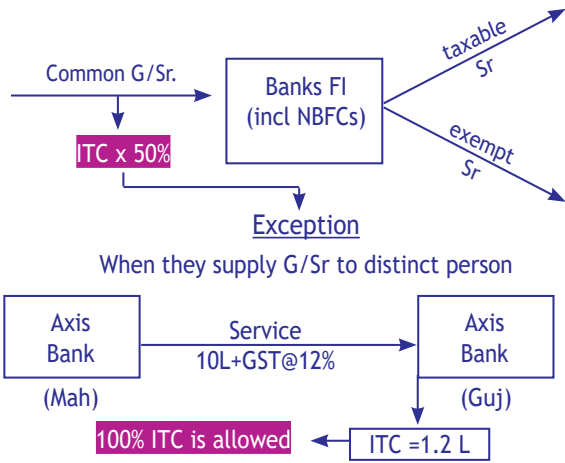 Common G/Sr.
Banks FI
(incl NBFCs)
taxable
Sr
exempt
Sr
ITC x 50%
Exception
When they supply G/Sr to distinct person
Axis
Bank
(Mah)
Service
10L+GST@12%
Axis
Bank
(Guj)
100% ITC is allowed
ITC =1.2 L